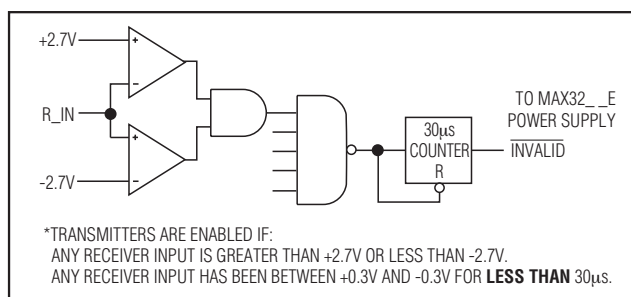 +2.7V
R_IN
-2.7V
30μs
COUNTER
R
TO MAX32_ _E
POWER SUPPLY
INVALID
*TRANSMITTERS ARE ENABLED IF:
ANY RECEIVER INPUT IS GREATER THAN +2.7V OR LESS THAN -2.7V.
ANY RECEIVER INPUT HAS BEEN BETWEEN +0.3V AND -0.3V FOR LESS THAN 30μs.